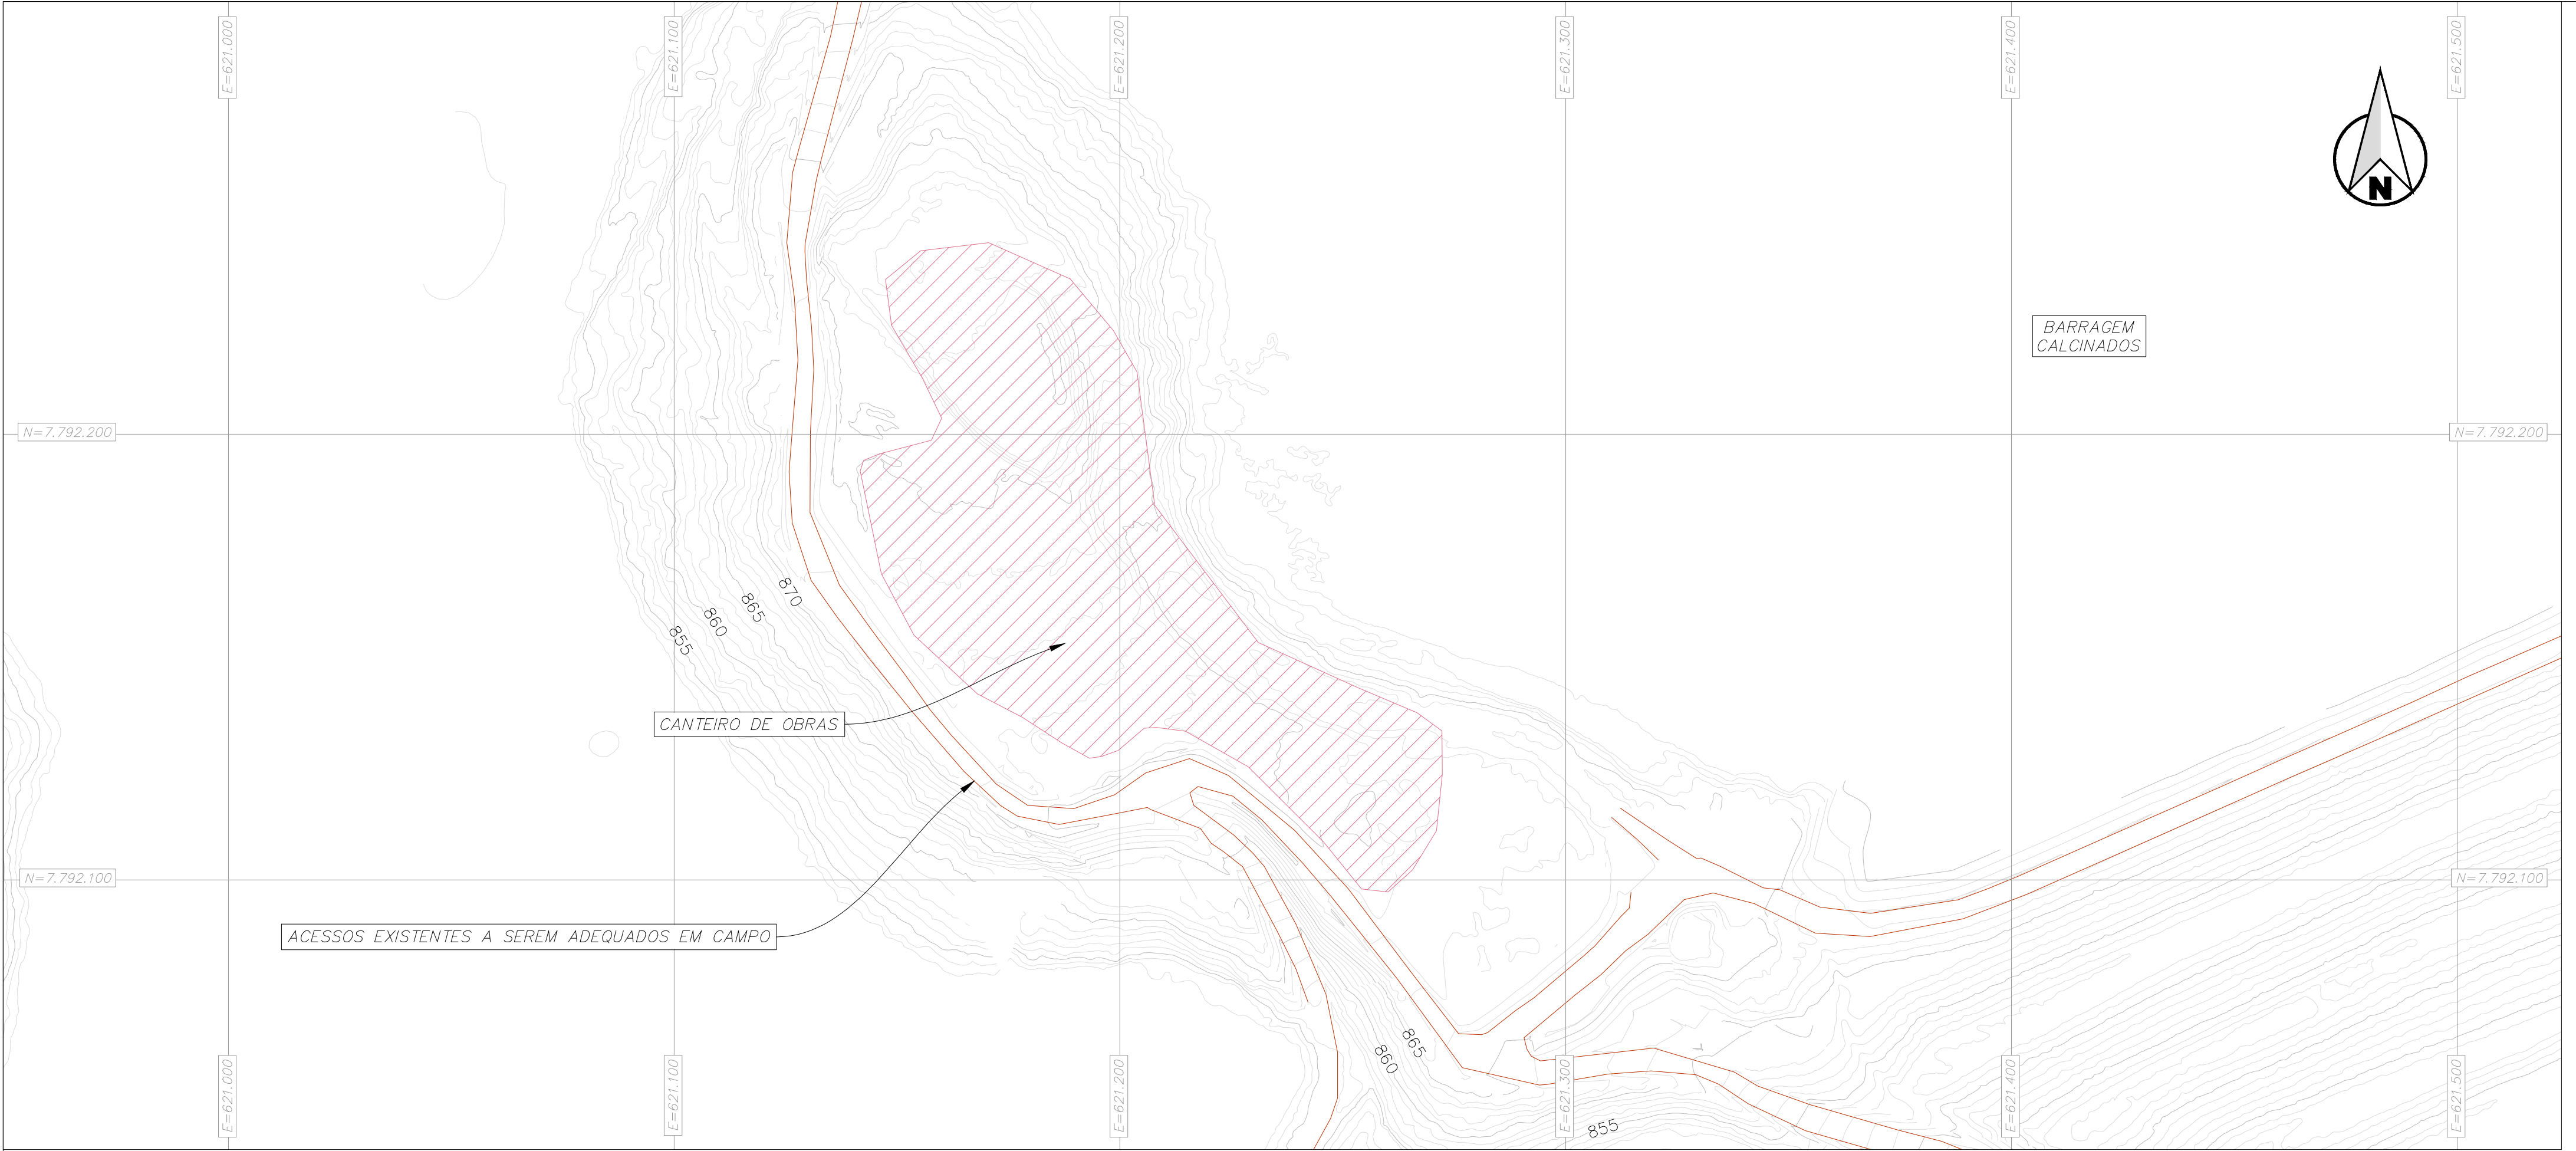 E=621.000
E=621.100
E=621.200
E=621.300
E=621.400
E=621.500
N
BARRAGEM
CALCINADOS
N=7.792.200
N=7.792.200
870
865
860
855
CANTEIRO DE OBRAS
N=7.792.100
N=7.792.100
ACESSOS EXISTENTES A SEREM ADEQUADOS EM CAMPO
865
860
855
E=621.000
E=621.100
E=621.200
E=621.300
E=621.400
E=621.500